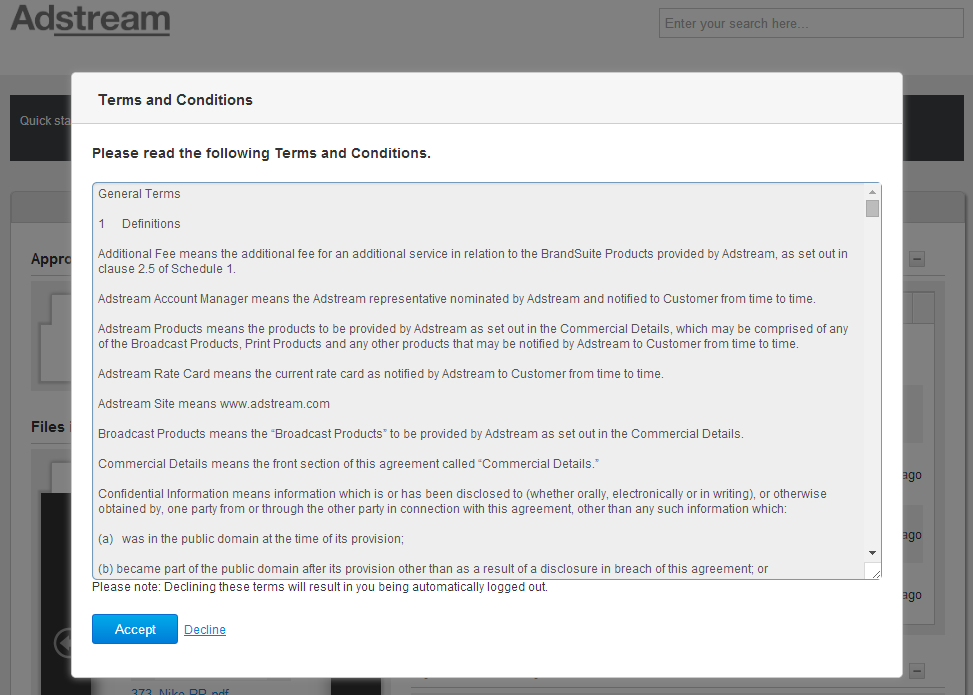 Adstream
Enter your search here...
Quick sta
Terms and Conditions
Please read the following Terms and Conditions.
General Terms
1 Definitions
Additional Fee means the additional fee for an additional service in relation to the BrandSuite Products provided by Adstream, as set out in
clause 2.5 of Schedule 1.
Adstream Account Manager means the Adstream representative nominated by Adstream and notified to Customer from time to time.
Adstream Products means the products to be provided by Adstream as set out in the Commercial Details, which may be comprised of any
of the Broadcast Products, Print Products and any other products that may be notified by Adstream to Customer from time to time.
Adstream Rate Card means the current rate card as notified by Adstream to Customer from time to time.
Adstream Site means www.adstream.com
Broadcast Products means the “Broadcast Products” to be provided by Adstream as set out in the Commercial Details.
Commercial Details means the front section of this agreement called “Commercial Details.”
Confidential Information means information which is or has been disclosed to (whether orally, electronically or in writing), or otherwise
obtained by, one party from or through the other party in connection with this agreement, other than any such information which:
(a) was in the public domain at the time of its provision;
(b) became part of the public domain after its provision other than as a result of a disclosure in breach of this agreement; or
Please note: Declining these terms will result in you being automatically logged out.
Accept Decline
Appro
Files
ago
ago
ago
373_Nike RR.pdf